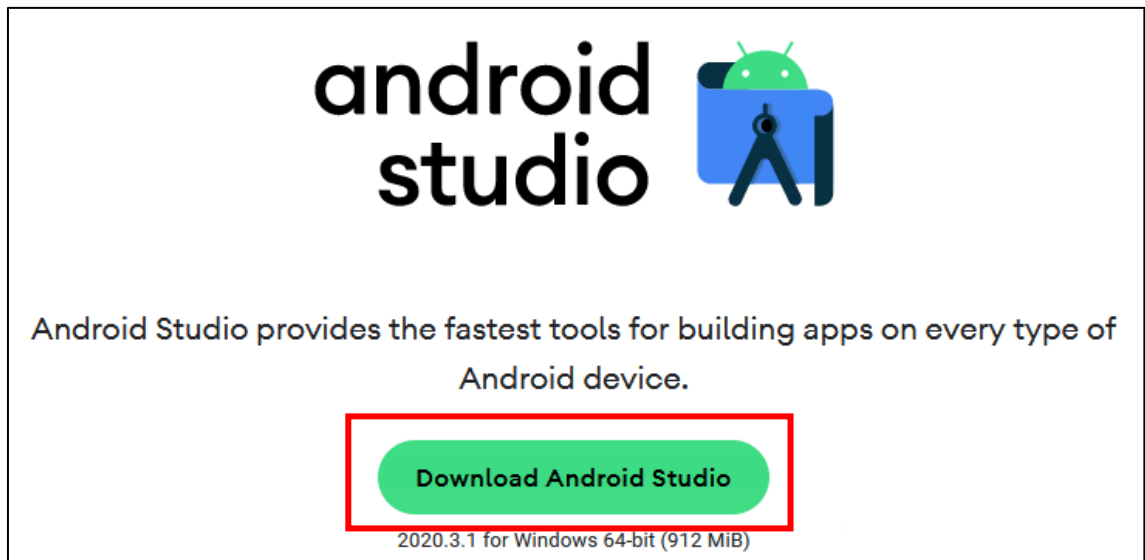 android
studio
Android Studio provides the fastest tools for building apps on every type of
Android device.
Download Android Studio
2020.3.1 for Windows 64-bit (912 MiB)